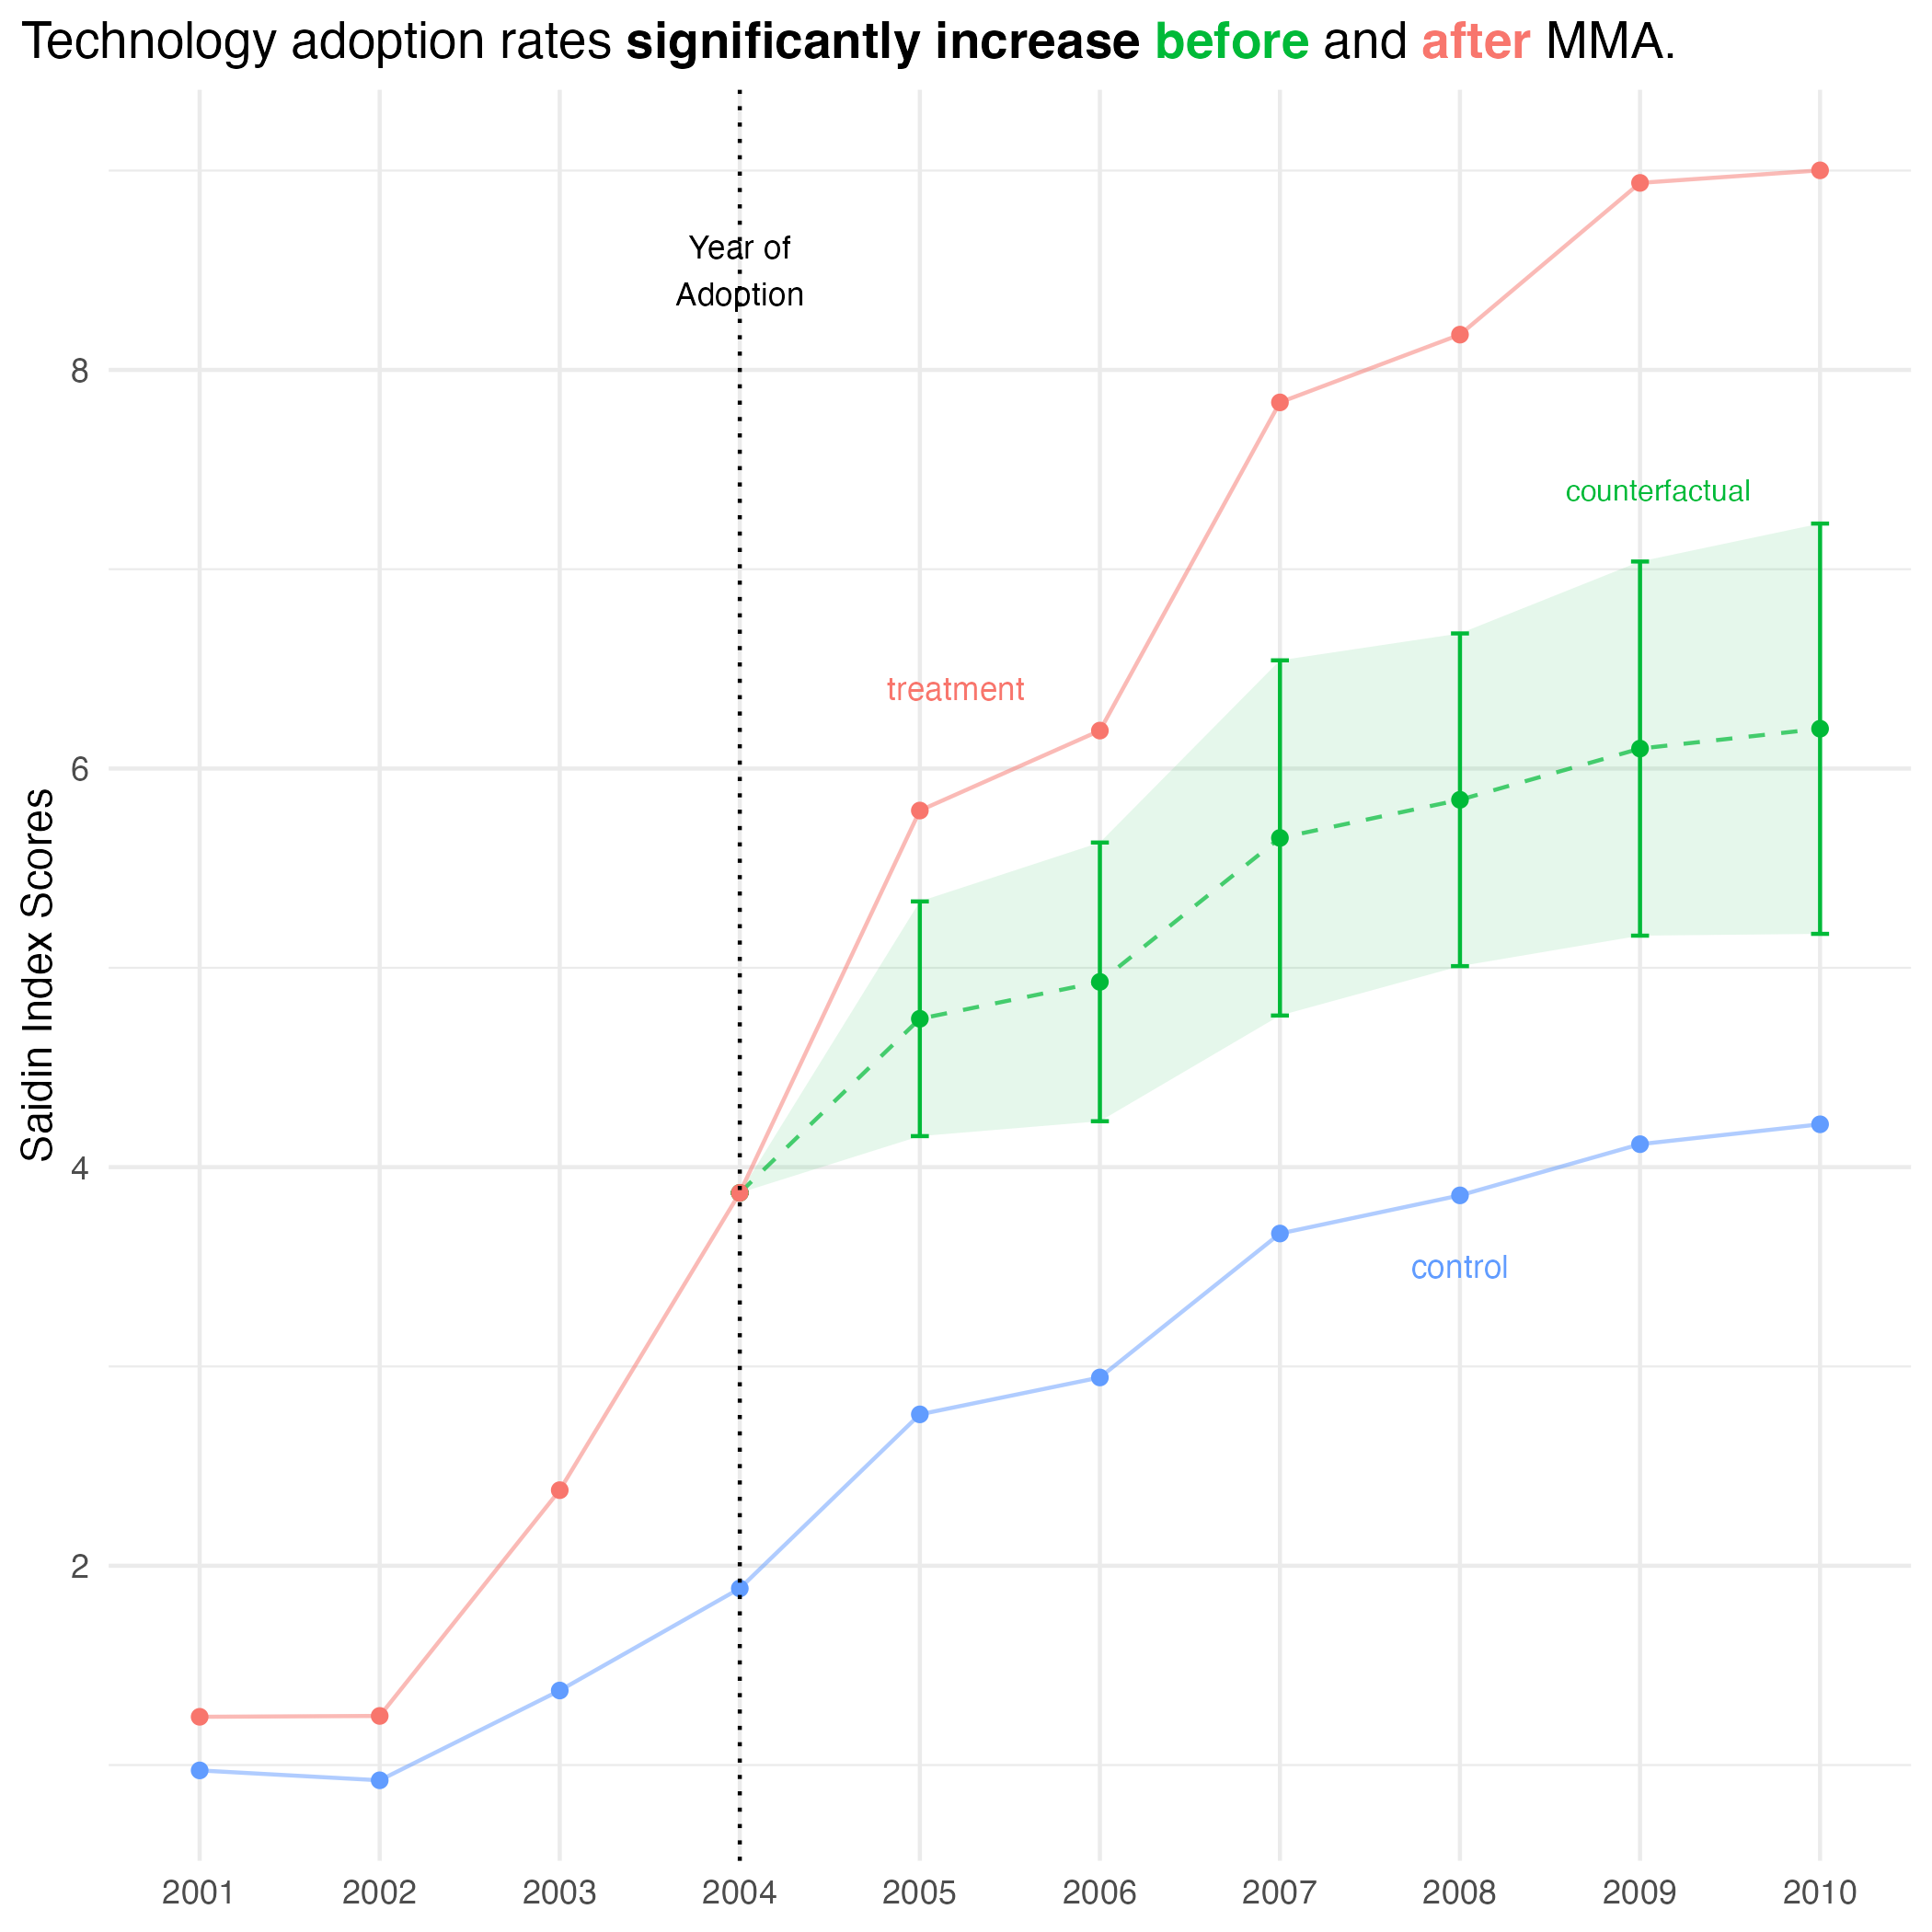 Technology adoption rates significantly increase before and after MMA.
Year of
Adoption
counterfactual
treatment
control
Saidin Index Scores
8
6
4
2
2001 2002 2003 2004 2005 2006 2007 2008 2009 2010